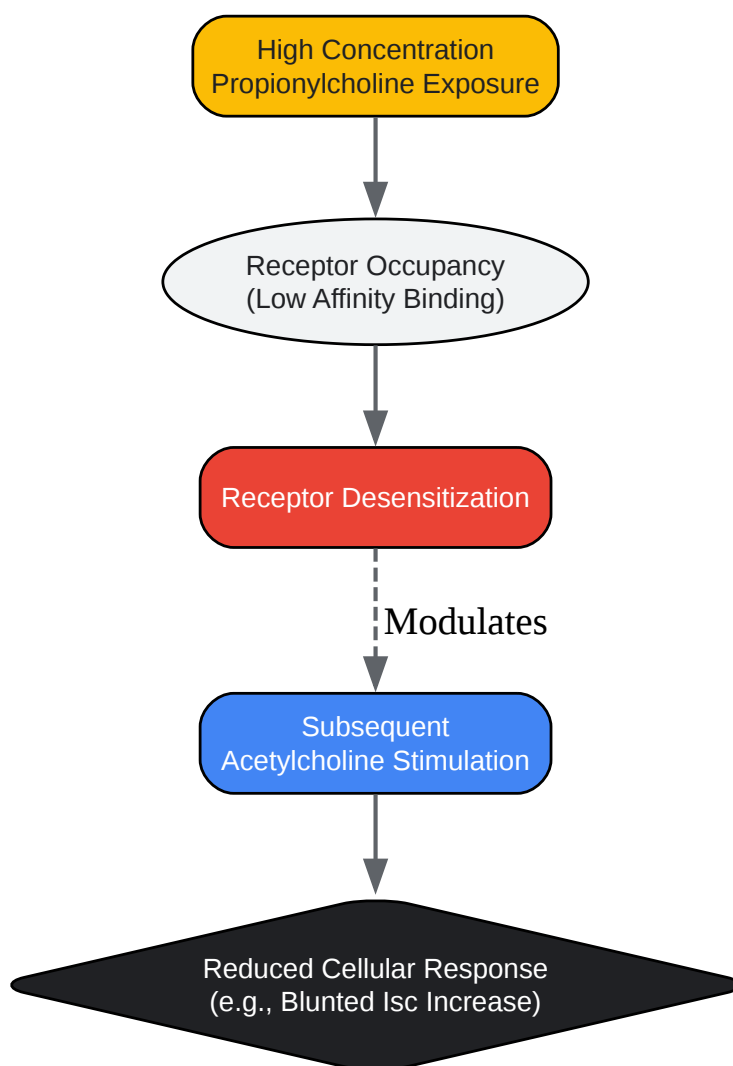 High Concentration
Propionylcholine Exposure
Receptor Occupancy
(Low Affinity Binding)
Receptor Desensitization
Modulates
Subsequent
Acetylcholine Stimulation
Reduced Cellular Response
(e.g., Blunted Isc Increase)